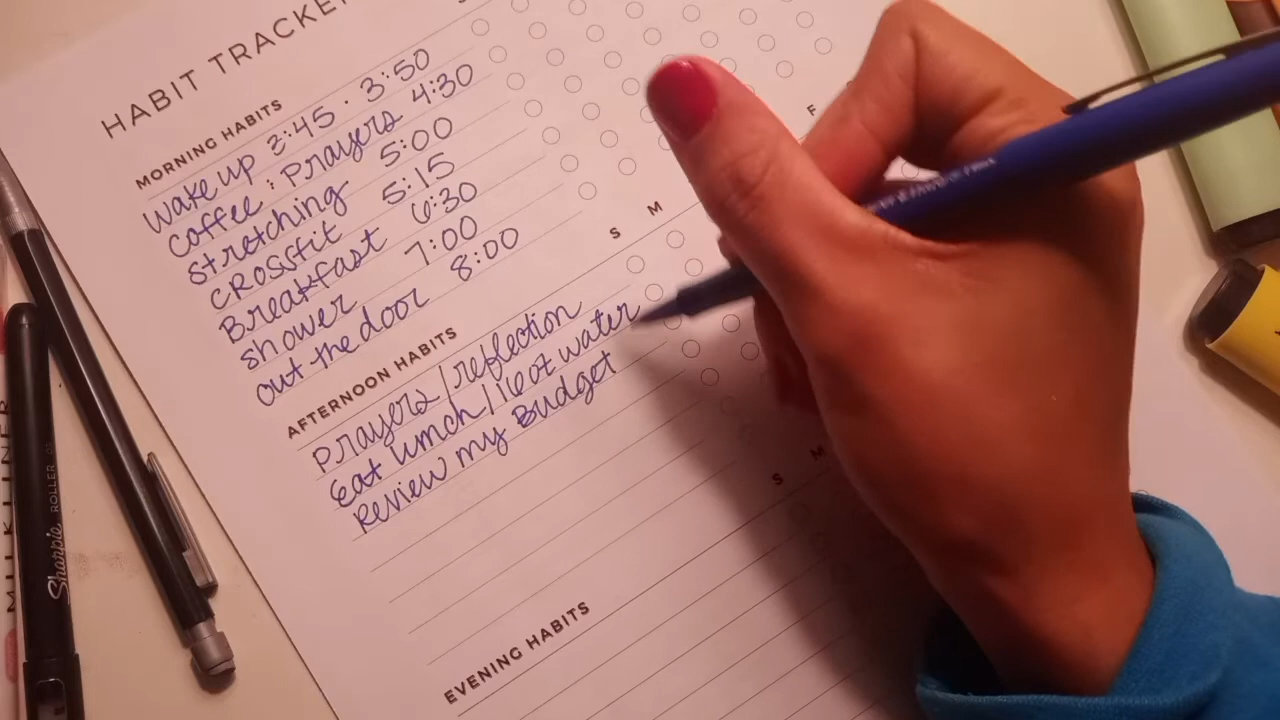 HABIT TRACKER
MORNING HABITS
wake up 3:45 · 3:50
coffee : prayers 4:30
stretching 5:00
crossfit 5:15
Breakfast 6:30
shower 7:00
out the door 8:00
F
AFTERNOON HABITS S M
prayers/reflection
eat lunch/16oz water
Review my Budget
EVENING HABITS S M
Sharpie ROLLER
MILKLINER